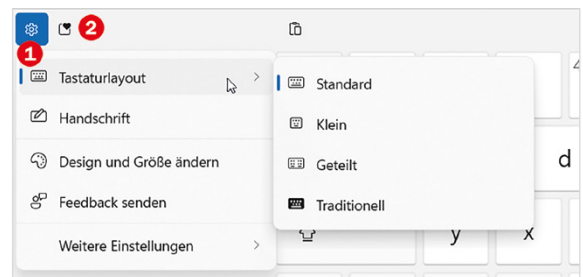 2
1
Tastaturlayout
Handschrift
Design und Größe ändern
Feedback senden
Weitere Einstellungen
Standard
Klein
Geteilt
Traditionell
d
y x